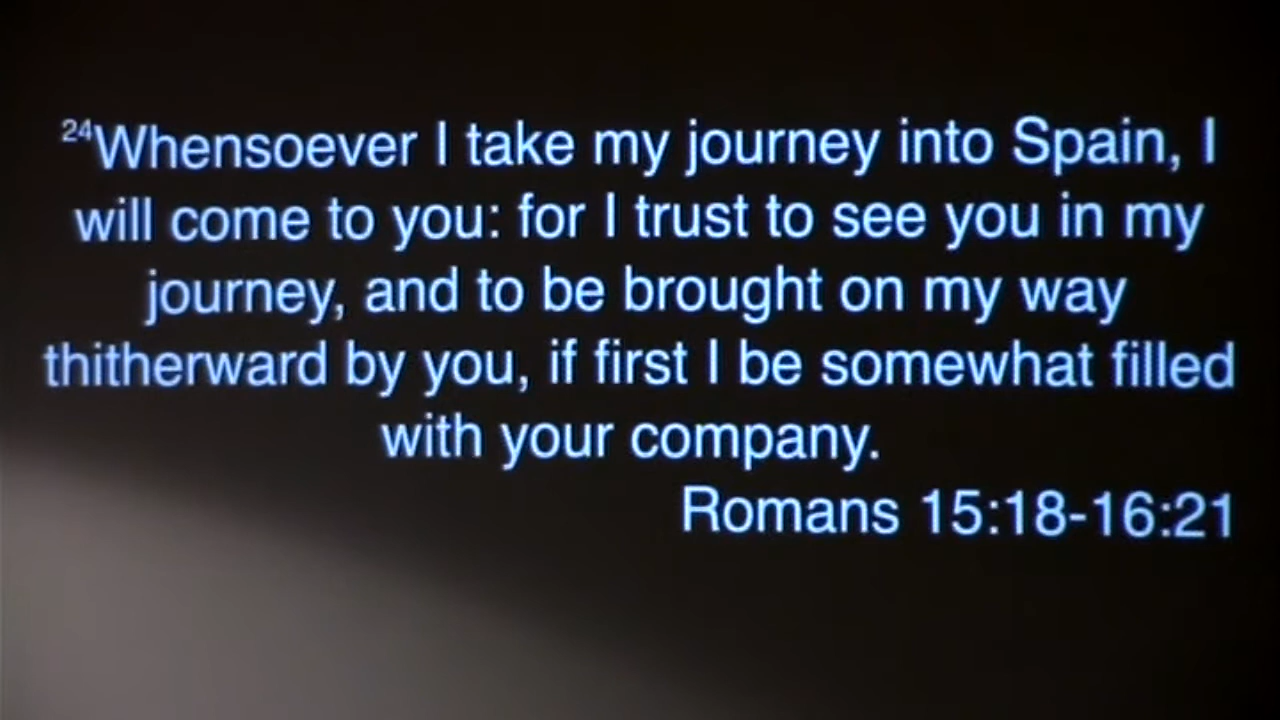 24Whensoever I take my journey into Spain, I
will come to you: for I trust to see you in my
journey, and to be brought on my way
thitherward by you, if first I be somewhat filled
with your company.
Romans 15:18-16:21